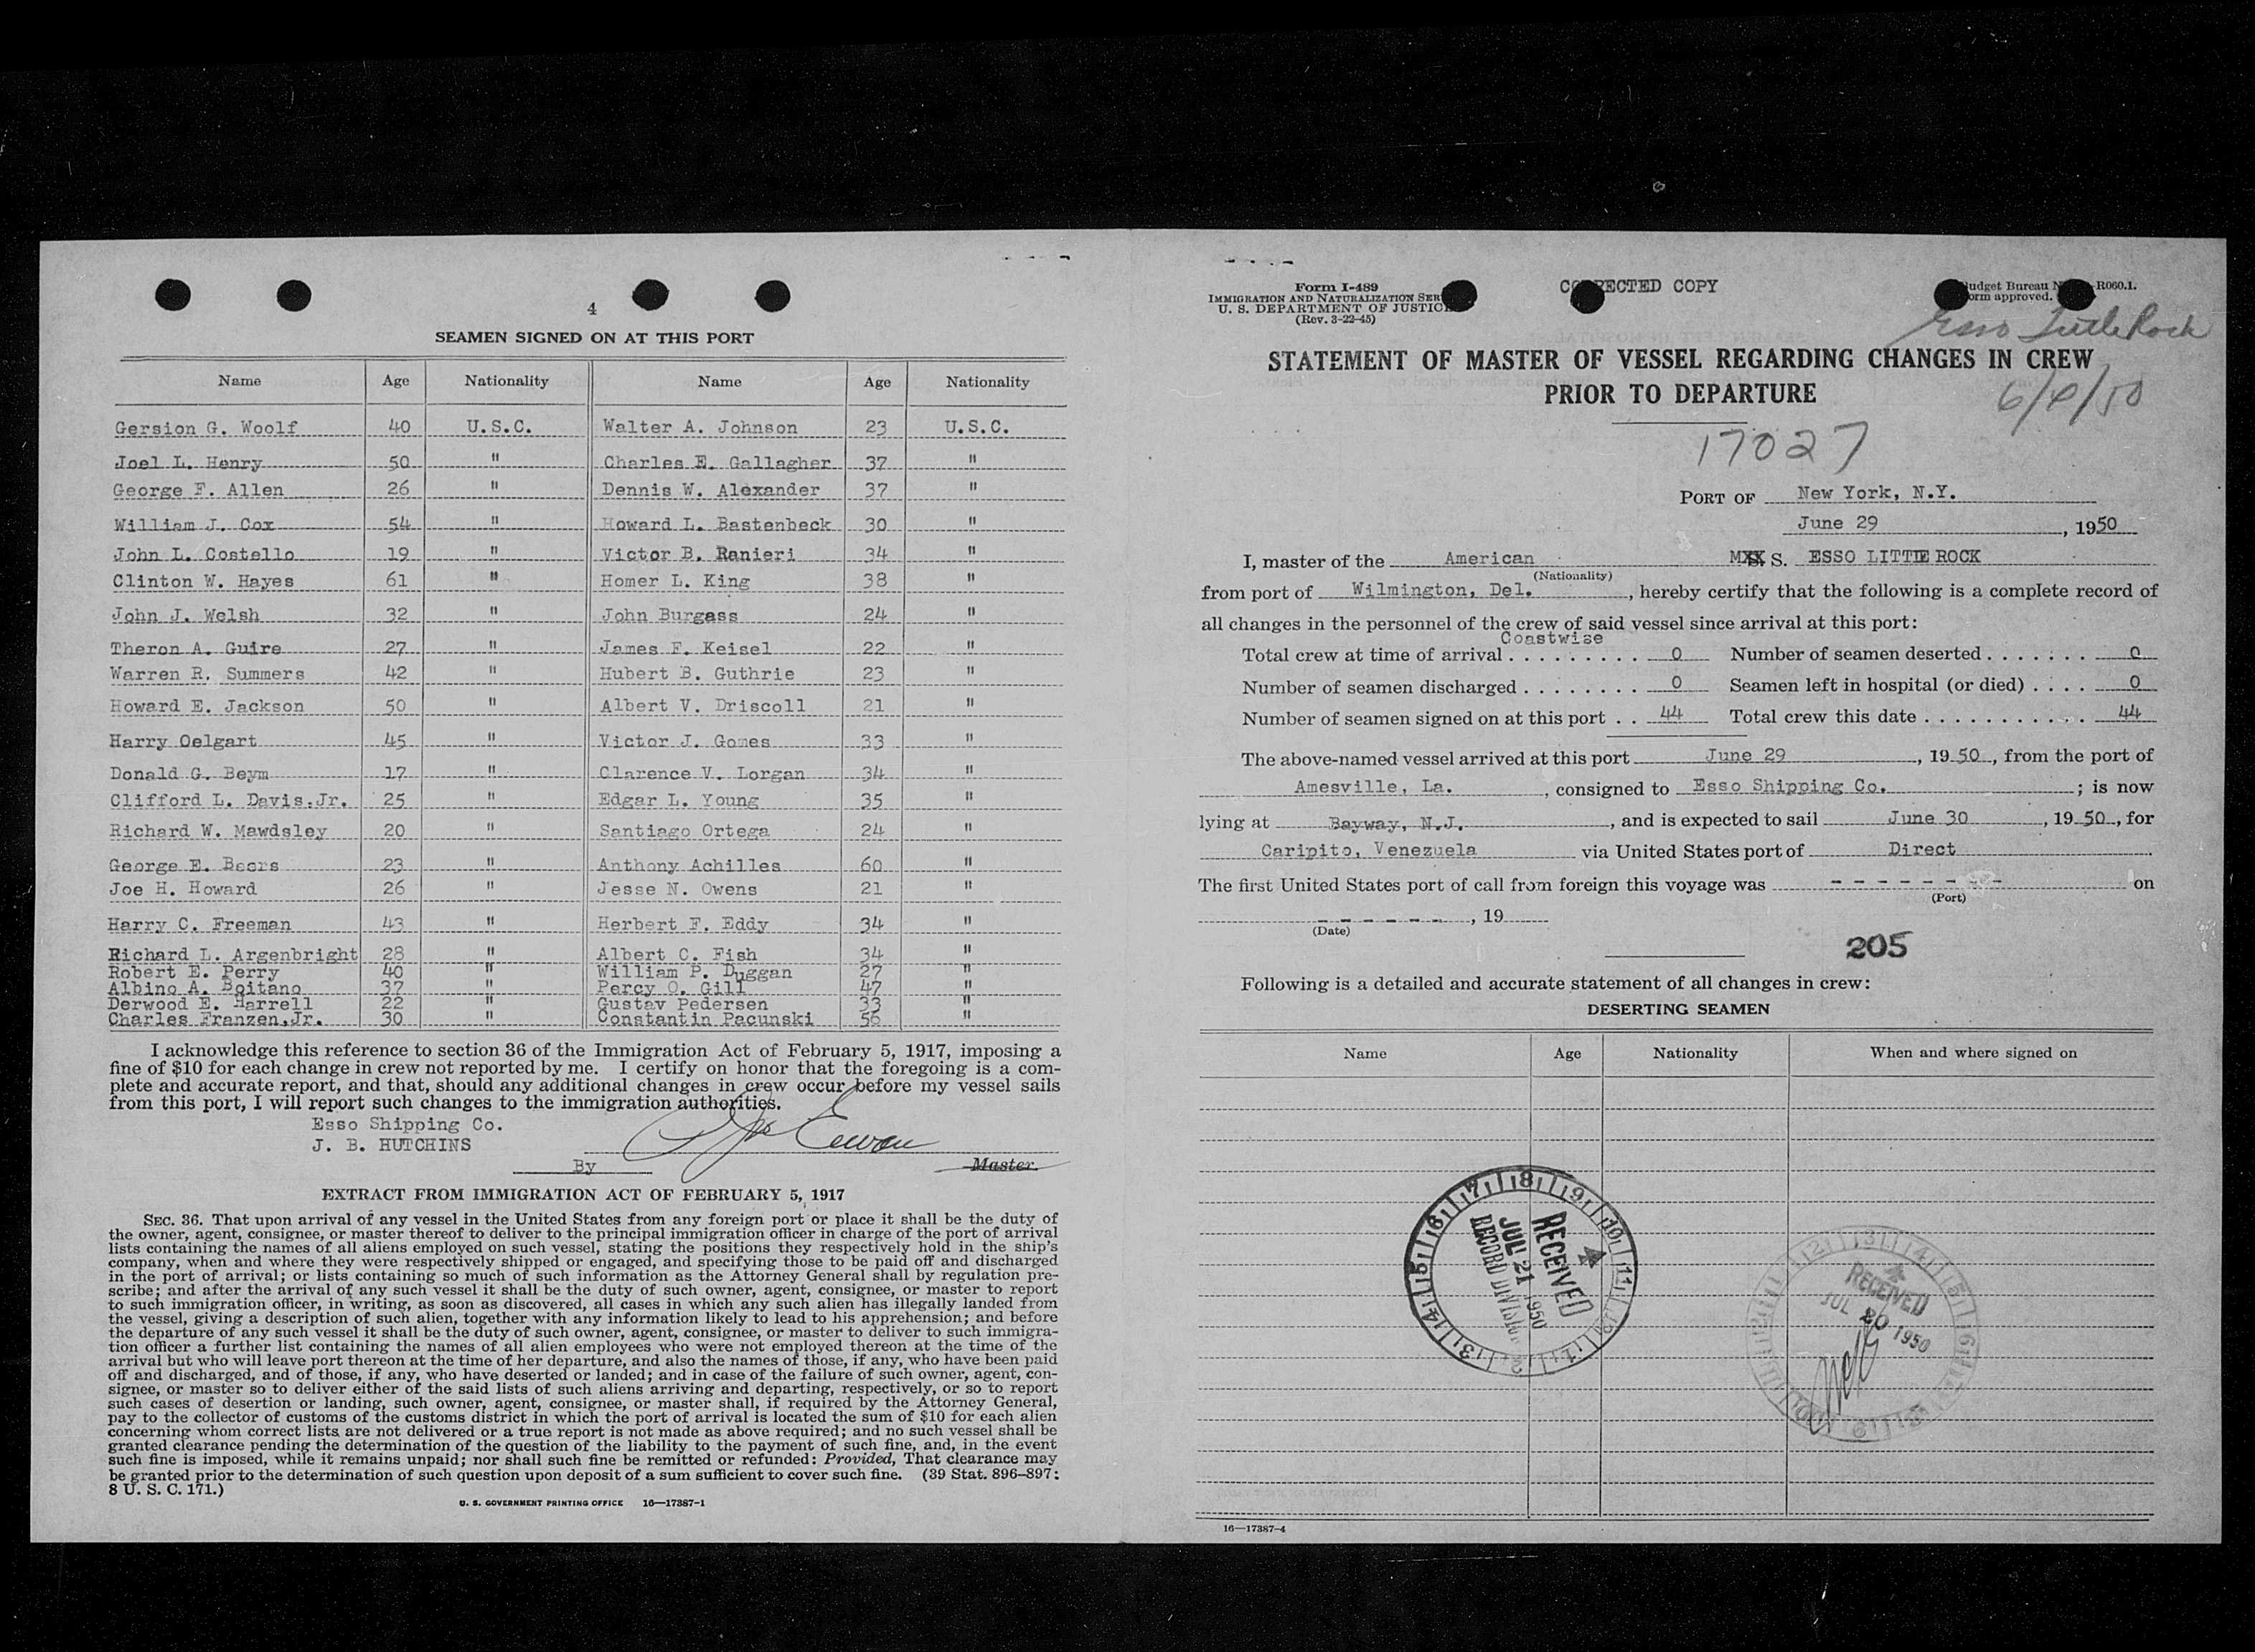 4
SEAMEN SIGNED ON AT THIS PORT
Name Age Nationality Name Age Nationality
Gersion G. Woolf 40 U.S.C. Walter A. Johnson 23 U.S.C.
Joel L. Henry 50 " Charles E. Gallagher 37 "
George F. Allen 26 " Dennis W. Alexander 37 "
William J. Cox 54 " Howard L. Bastenbeck 30 "
John L. Costello 19 " Victor B. Ranieri 34 "
Clinton W. Hayes 61 " Homer L. King 38 "
John J. Welsh 32 " John Burgess 24 "
Theron A. Guire 27 " James F. Keisel 22 "
Warren R. Summers 42 " Hubert B. Guthrie 23 "
Howard E. Jackson 50 " Albert V. Driscoll 21 "
Harry Oelgart 45 " Victor J. Gomes 33 "
Donald G. Beym 17 " Clarence V. Lorgan 34 "
Clifford L. Davis.Jr. 25 " Edgar L. Young 35 "
Richard W. Mawdsley 20 " Santiago Ortega 24 "
George E. Beers 23 " Anthony Achilles 60 "
Joe H. Howard 26 " Jesse N. Owens 21 "
Harry C. Freeman 43 " Herbert F. Eddy 34 "
Richard L. Argenbright 28 " Albert C. Fish 34 "
Robert E. Perry 40 " William P. Duggan 27 "
Albino A. Boitano 37 " Percy O. Gill 47 "
Derwood E. Harrell 22 " Gustav Pedersen 33 "
Charles Franzen,Jr. 30 " Constantin Pacunski 56 "
I acknowledge this reference to section 36 of the Immigration Act of February 5, 1917, imposing a
fine of $10 for each change in crew not reported by me. I certify on honor that the foregoing is a com-
plete and accurate report, and that, should any additional changes in crew occur before my vessel sails
from this port, I will report such changes to the immigration authorities.
Esso Shipping Co.
J. B. HUTCHINS
By Master.
EXTRACT FROM IMMIGRATION ACT OF FEBRUARY 5, 1917
SEC. 36. That upon arrival of any vessel in the United States from any foreign port or place it shall be the duty of
the owner, agent, consignee, or master thereof to deliver to the principal immigration officer in charge of the port of arrival
lists containing the names of all aliens employed on such vessel, stating the positions they respectively hold in the ship's
company, when and where they were respectively shipped or engaged, and specifying those to be paid off and discharged
in the port of arrival; or lists containing so much of such information as the Attorney General shall by regulation pre-
scribe; and after the arrival of any such vessel it shall be the duty of such owner, agent, consignee, or master to report
to such immigration officer, in writing, as soon as discovered, all cases in which any such alien has illegally landed from
the vessel, giving a description of such alien, together with any information likely to lead to his apprehension; and before
the departure of any such vessel it shall be the duty of such owner, agent, consignee, or master to deliver to such immigra-
tion officer a further list containing the names of all alien employees who were not employed thereon at the time of the
arrival but who will leave port thereon at the time of her departure, and also the names of those, if any, who have been paid
off and discharged, and of those, if any, who have deserted or landed; and in case of the failure of such owner, agent, con-
signee, or master so to deliver either of the said lists of such aliens arriving and departing, respectively, or so to report
such cases of desertion or landing, such owner, agent, consignee, or master shall, if required by the Attorney General,
pay to the collector of customs of the customs district in which the port of arrival is located the sum of $10 for each alien
concerning whom correct lists are not delivered or a true report is not made as above required; and no such vessel shall be
granted clearance pending the determination of the question of the liability to the payment of such fine, and, in the event
such fine is imposed, while it remains unpaid; nor shall such fine be remitted or refunded: Provided, That clearance may
be granted prior to the determination of such question upon deposit of a sum sufficient to cover such fine. (39 Stat. 896-897;
8 U. S. C. 171.)
U. S. GOVERNMENT PRINTING OFFICE 16—17387-1
Form I-489
IMMIGRATION AND NATURALIZATION SER
U. S. DEPARTMENT OF JUSTIC
(Rev. 3-22-45)
C ECTED COPY
udget Bureau N R060.1.
orm approved.
Esso Little Rock
STATEMENT OF MASTER OF VESSEL REGARDING CHANGES IN CREW
PRIOR TO DEPARTURE
17027
PORT OF New York, N.Y.
June 29, 1950
I, master of the American MXX S. ESSO LITTLE ROCK
(Nationality)
from port of Wilmington, Del., hereby certify that the following is a complete record of
all changes in the personnel of the crew of said vessel since arrival at this port:
Coastwise
Total crew at time of arrival . . . . . . . . . 0 Number of seamen deserted . . . . . . . 0
Number of seamen discharged . . . . . . . . 0 Seamen left in hospital (or died) . . . . 0
Number of seamen signed on at this port . . 44 Total crew this date . . . . . . . . . . . 44
The above-named vessel arrived at this port June 29, 1950, from the port of
Amesville, La., consigned to Esso Shipping Co. ; is now
lying at Bayway, N.J., and is expected to sail June 30, 1950, for
Caripito, Venezuela via United States port of Direct.
The first United States port of call from foreign this voyage was - - - - - - - - on
(Port)
- - - - - -, 19
(Date)
205
Following is a detailed and accurate statement of all changes in crew:
DESERTING SEAMEN
Name Age Nationality When and where signed on
RECEIVED
JUL 21 1950
RECORD DIVISION
RECEIVED
JUL 20 1950
16—17387-4